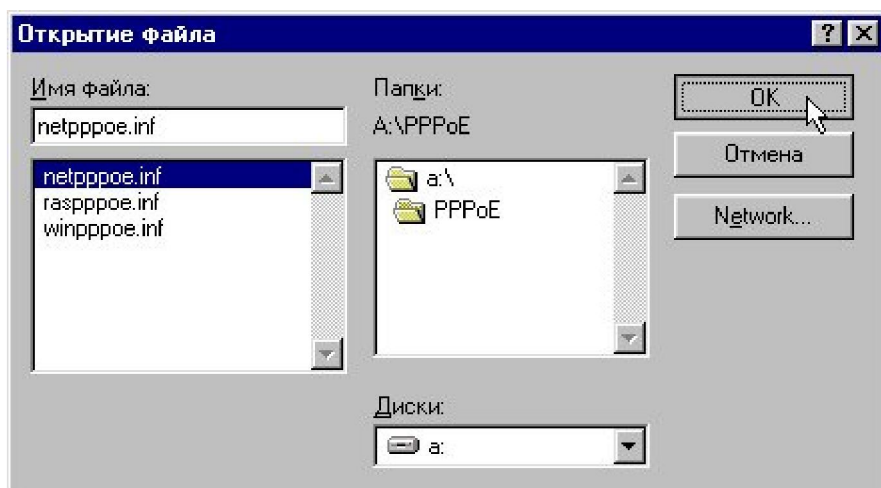 Открытие файла
Имя файла:
netpppoe.inf
netpppoe.inf
raspppoe.inf
winpppoe.inf
Папки:
A:\PPPoE
a:\
PPPoE
Диски:
a:
OK
Отмена
Network...